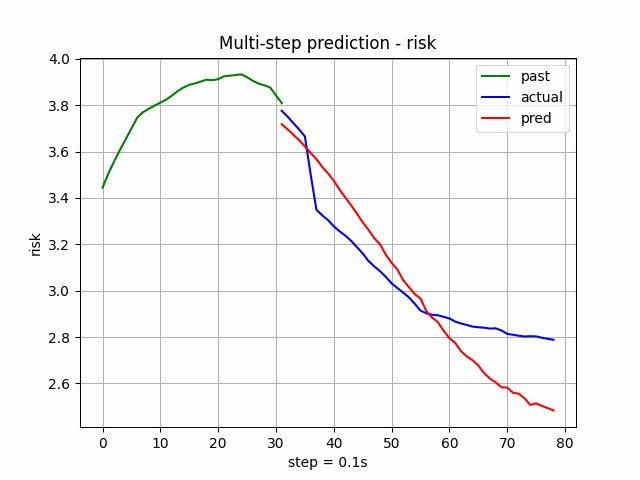 Multi-step prediction - risk
past
actual
pred
risk
4.0
3.8
3.6
3.4
3.2
3.0
2.8
2.6
0 10 20 30 40 50 60 70 80
step = 0.1s